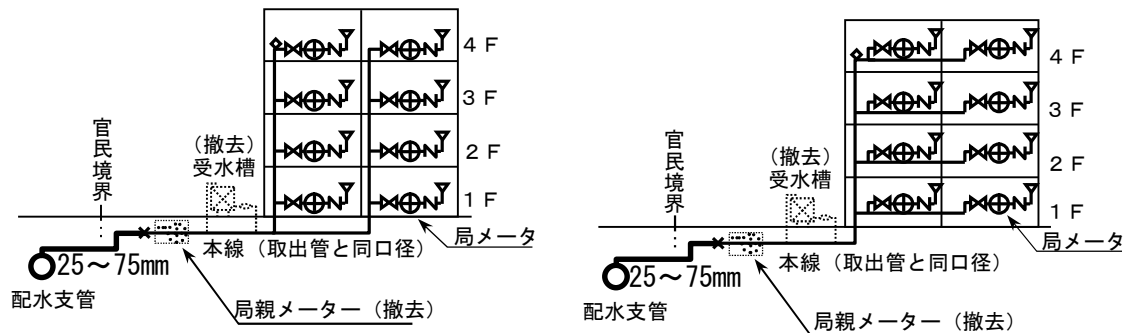 ４Ｆ
３Ｆ
２Ｆ
１Ｆ
官民境界
（撤去）
受水槽
局メータ
本線（取出管と同口径）
25～75mm
配水支管
局親メーター（撤去）
４Ｆ
３Ｆ
２Ｆ
１Ｆ
官民境界
（撤去）
受水槽
局メータ
本線（取出管と同口径）
25～75mm
配水支管
局親メーター（撤去）